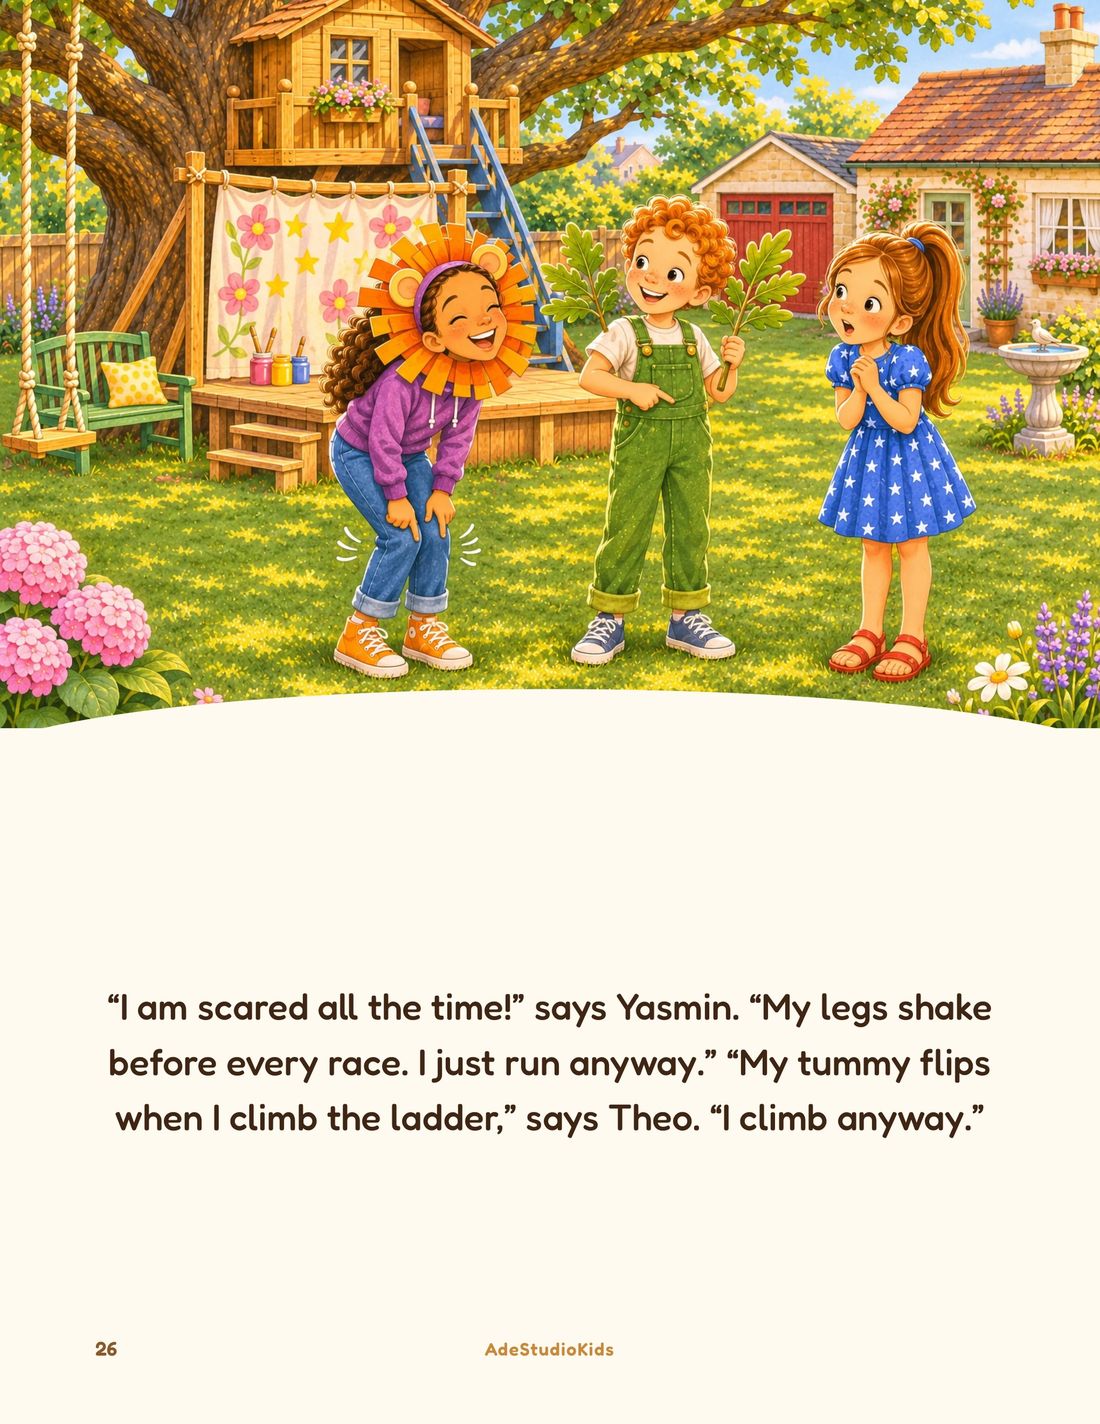 “I am scared all the time!” says Yasmin. “My legs shake
before every race. I just run anyway.” “My tummy flips
when I climb the ladder,” says Theo. “I climb anyway.”
26
AdeStudioKids